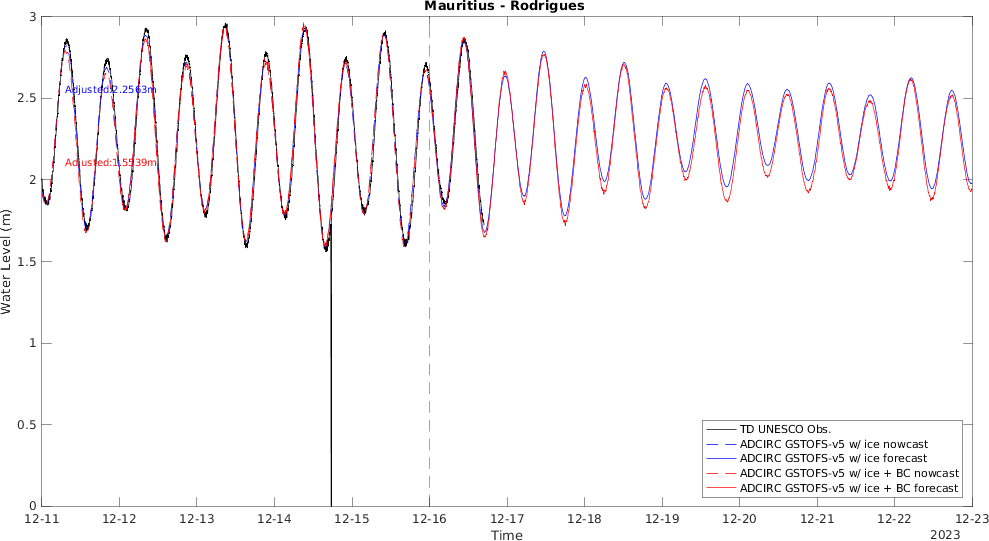 Mauritius - Rodrigues
3
2.5
2
1.5
1
0.5
0
Water Level (m)
Adjusted:2.2563m
Adjusted:1.5539m
TD UNESCO Obs.
ADCIRC GSTOFS-v5 w/ ice nowcast
ADCIRC GSTOFS-v5 w/ ice forecast
ADCIRC GSTOFS-v5 w/ ice + BC nowcast
ADCIRC GSTOFS-v5 w/ ice + BC forecast
12-11 12-12 12-13 12-14 12-15 12-16 12-17 12-18 12-19 12-20 12-21 12-22 12-23
Time
2023